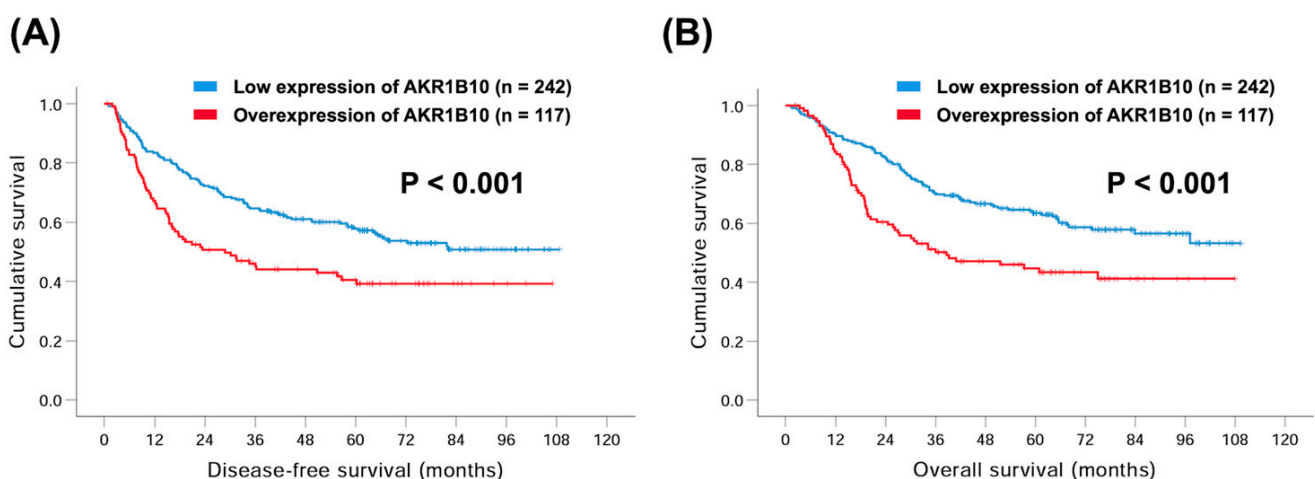 (A)
Low expression of AKR1B10 (n = 242)
Overexpression of AKR1B10 (n = 117)
P < 0.001
Cumulative survival
1.0
0.8
0.6
0.4
0.2
0.0
0 12 24 36 48 60 72 84 96 108 120
Disease-free survival (months)
(B)
Low expression of AKR1B10 (n = 242)
Overexpression of AKR1B10 (n = 117)
P < 0.001
Cumulative survival
1.0
0.8
0.6
0.4
0.2
0.0
0 12 24 36 48 60 72 84 96 108 120
Overall survival (months)